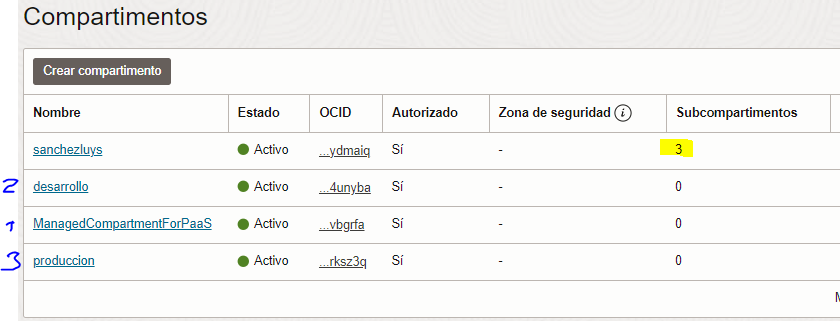 Compartimentos
Crear compartimento
Nombre Estado OCID Autorizado Zona de seguridad i Subcompartimentos
sanchezluys Activo ...ydmaiq Sí - 3
2 desarrollo Activo ...4unyba Sí - 0
1 ManagedCompartmentForPaaS Activo ...vbgrfa Sí - 0
3 produccion Activo ...rksz3q Sí - 0